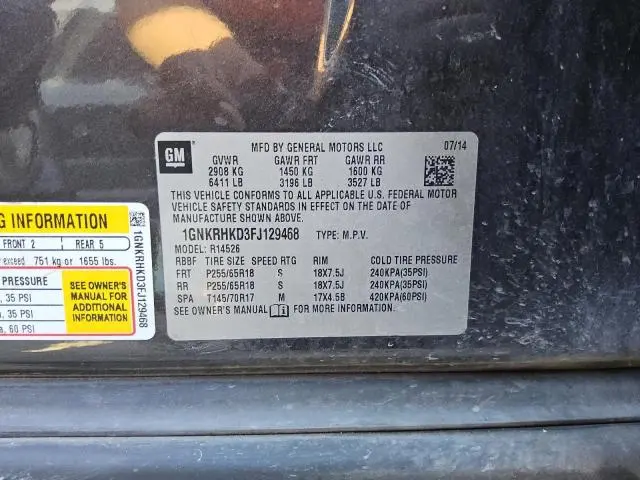 GM
MFD BY GENERAL MOTORS LLC 07/14
GVWR GAWR FRT GAWR RR
2908 KG 1450 KG 1600 KG
6411 LB 3196 LB 3527 LB
THIS VEHICLE CONFORMS TO ALL APPLICABLE U.S. FEDERAL MOTOR
VEHICLE SAFETY STANDARDS IN EFFECT ON THE DATE OF
MANUFACTURE SHOWN ABOVE.
1GNKRHKD3FJ129468 TYPE: M.P.V.
MODEL: R14526
RBBF TIRE SIZE SPEED RTG RIM COLD TIRE PRESSURE
FRT P255/65R18 S 18X7.5J 240KPA(35PSI)
RR P255/65R18 S 18X7.5J 240KPA(35PSI)
SPA T145/70R17 M 17X4.5B 420KPA(60PSI)
SEE OWNER'S MANUAL FOR MORE INFORMATION.
G INFORMATION
FRONT 2 REAR 5
exceed 751 kg or 1655 lbs.
PRESSURE
, 35 PSI
a, 35 PSI
a, 60 PSI
SEE OWNER'S
MANUAL FOR
ADDITIONAL
INFORMATION
1GNKRHKD3FJ129468